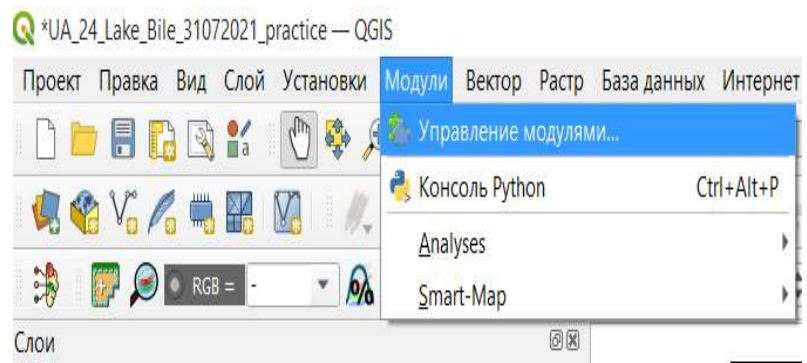 *UA_24_Lake_Bile_31072021_practice — QGIS
Проект Правка Вид Слой Установки Модули Вектор Растр База данных Интернет
Управление модулями...
Консоль Python Ctrl+Alt+P
Analyses
RGB = -
Smart-Map
Слои